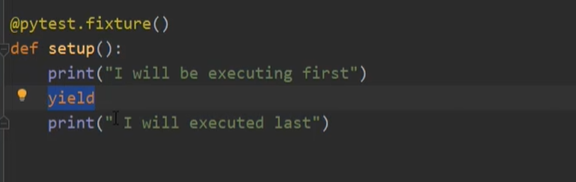 @pytest.fixture()
def setup():
    print("I will be executing first")
    yield
    print(" I will executed last")